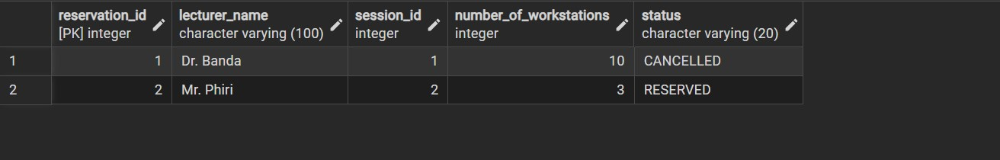 reservation_id lecturer_name session_id number_of_workstations status
[PK] integer character varying (100) integer integer character varying (20)
1 1 Dr. Banda 1 10 CANCELLED
2 2 Mr. Phiri 2 3 RESERVED